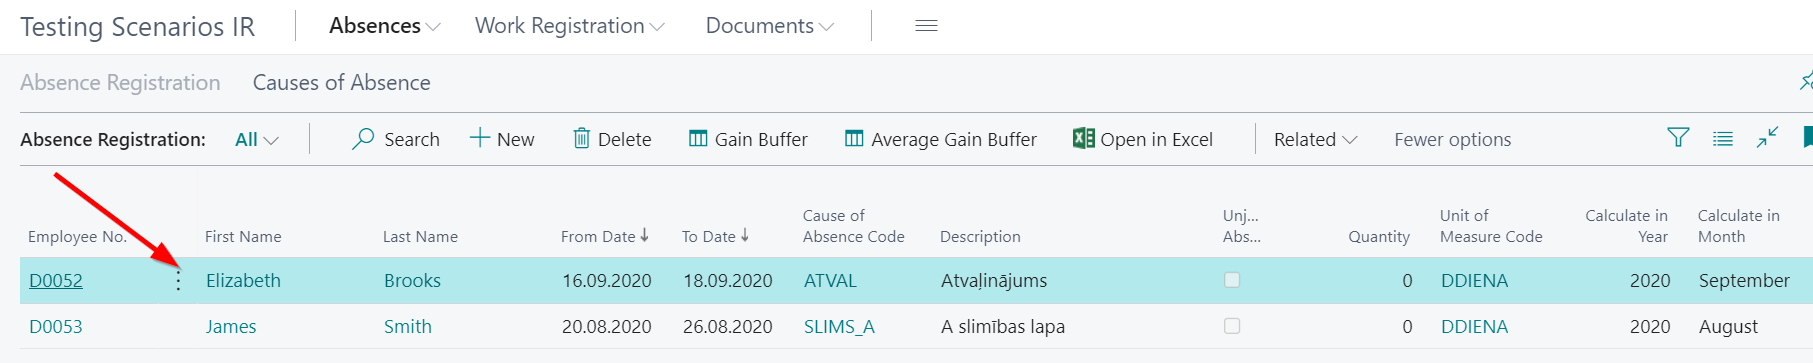 Testing Scenarios IR Absences Work Registration Documents
Absence Registration Causes of Absence
Absence Registration: All Search New Delete Gain Buffer Average Gain Buffer Open in Excel Related Fewer options
Employee No. First Name Last Name From Date ↓ To Date ↓ Cause of Absence Code Description Unj... Abs... Quantity Unit of Measure Code Calculate in Year Calculate in Month
D0052 Elizabeth Brooks 16.09.2020 18.09.2020 ATVAL Atvaļinājums 0 DDIENA 2020 September
D0053 James Smith 20.08.2020 26.08.2020 SLIMS_A A slimības lapa 0 DDIENA 2020 August